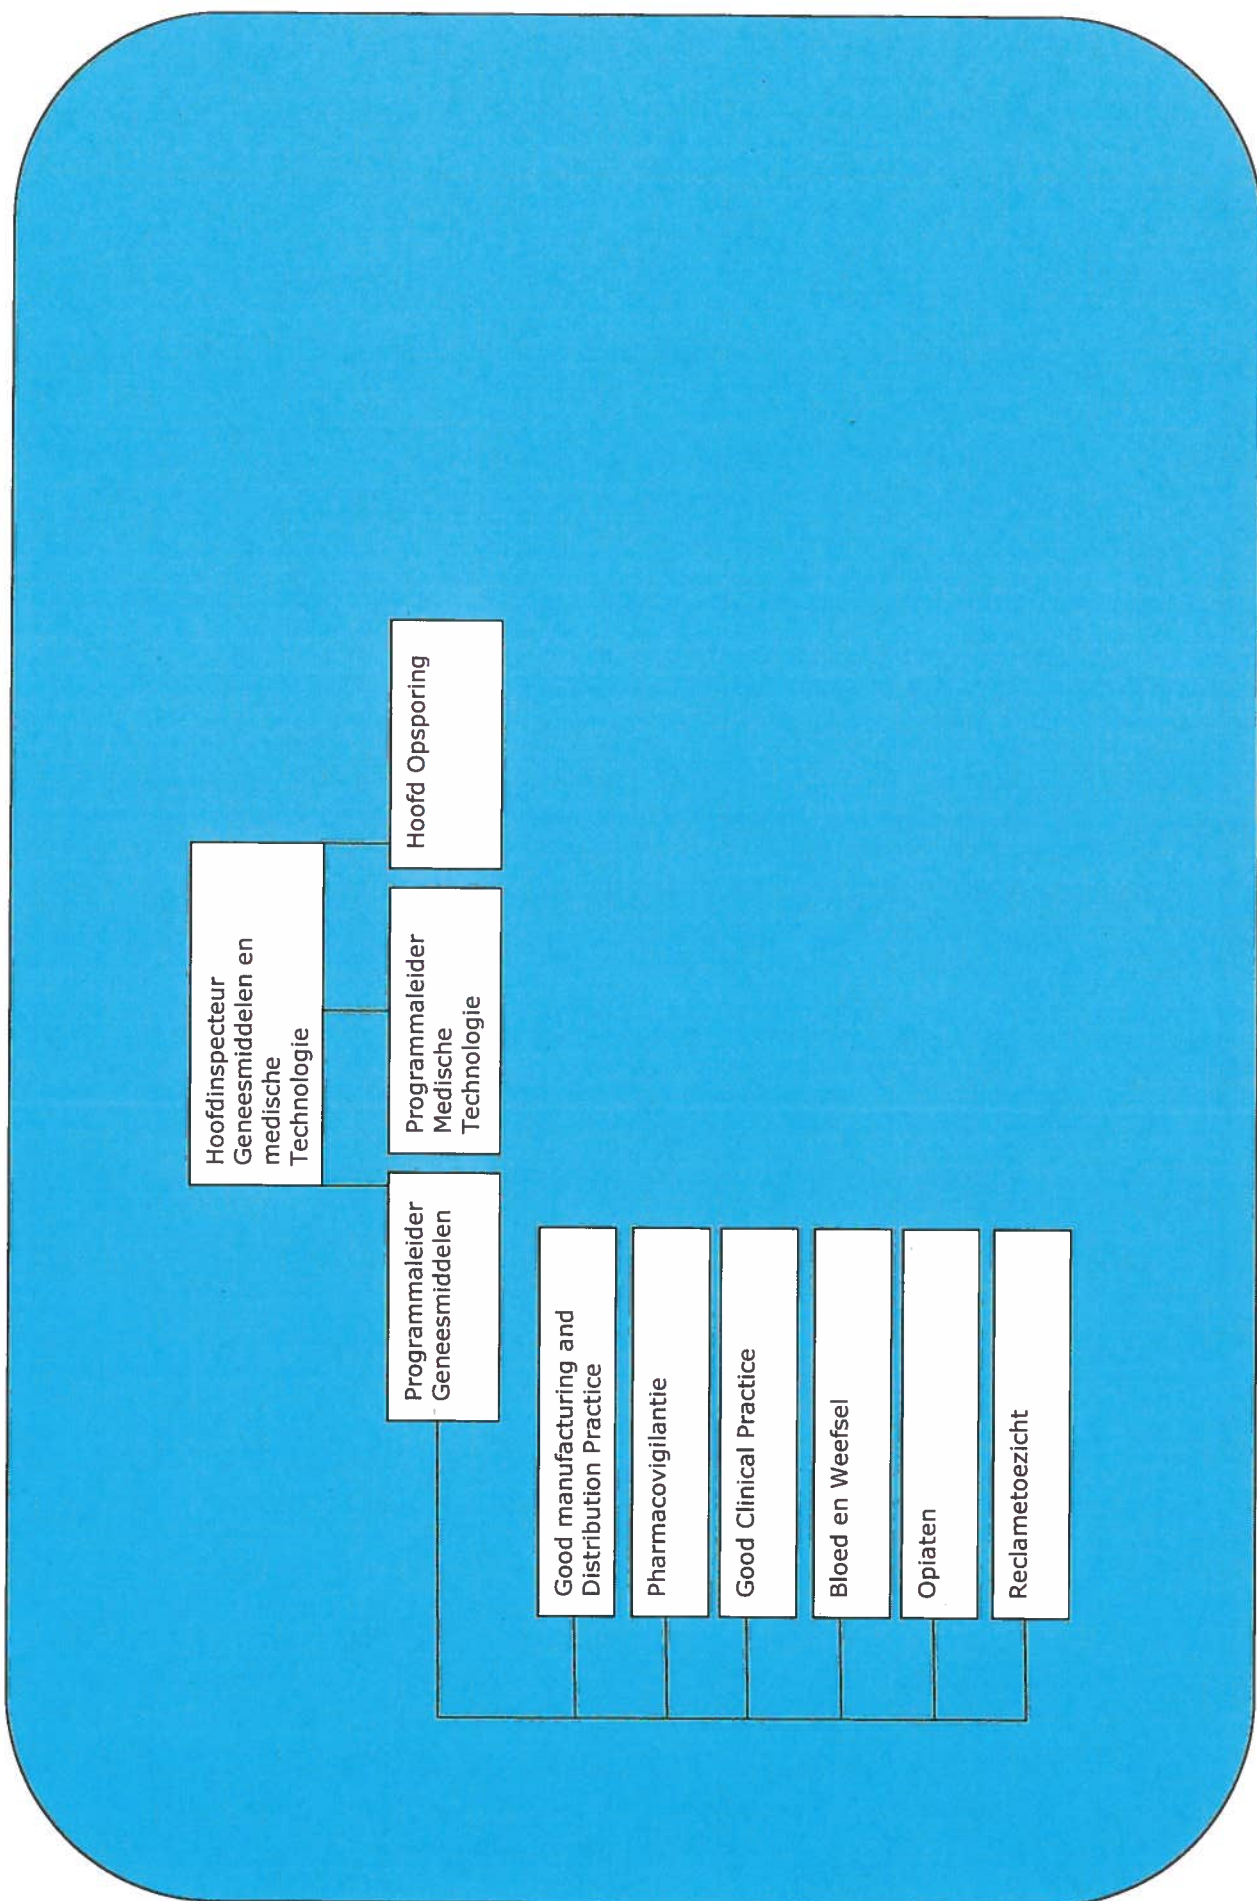 Hoofdinspecteur
Geneesmiddelen en
medische
Technologie
Programmaleider
Geneesmiddelen
Programmaleider
Medische
Technologie
Hoofd Opsporing
Good manufacturing and
Distribution Practice
Pharmacovigilantie
Good Clinical Practice
Bloed en Weefsel
Opiaten
Reclametoezicht